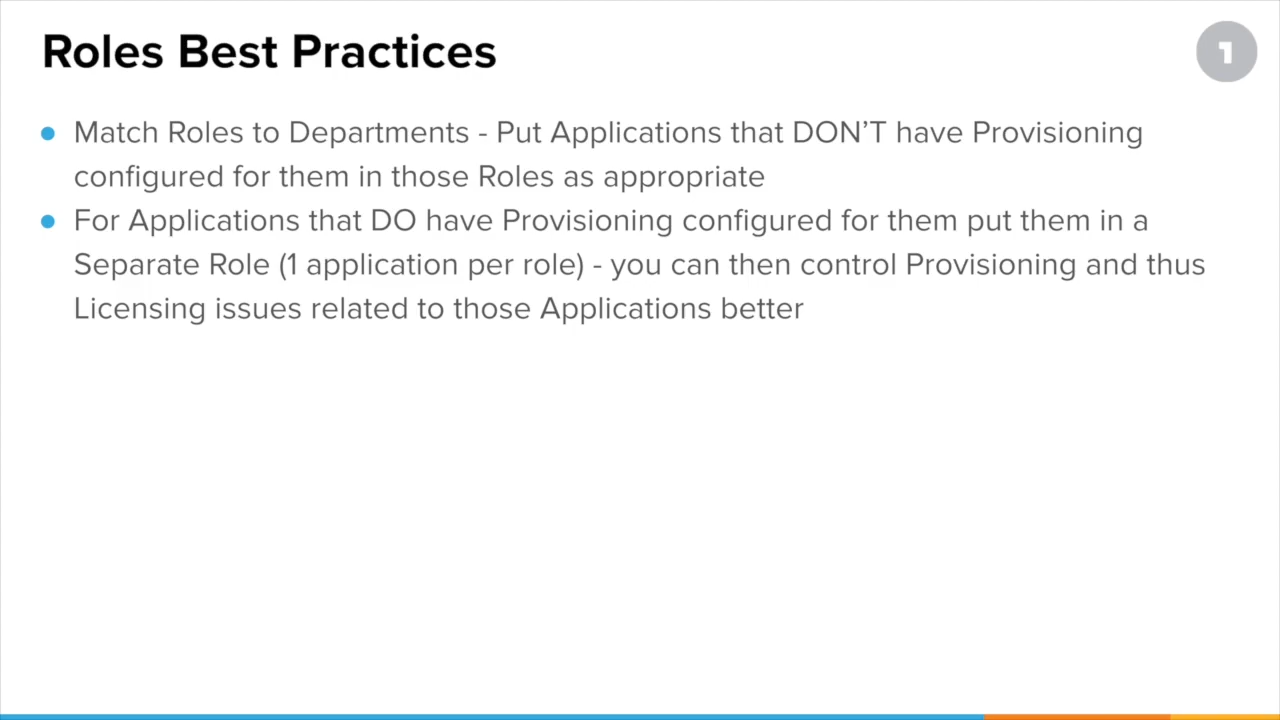 Roles Best Practices
1
● Match Roles to Departments - Put Applications that DON'T have Provisioning
configured for them in those Roles as appropriate
● For Applications that DO have Provisioning configured for them put them in a
Separate Role (1 application per role) - you can then control Provisioning and thus
Licensing issues related to those Applications better